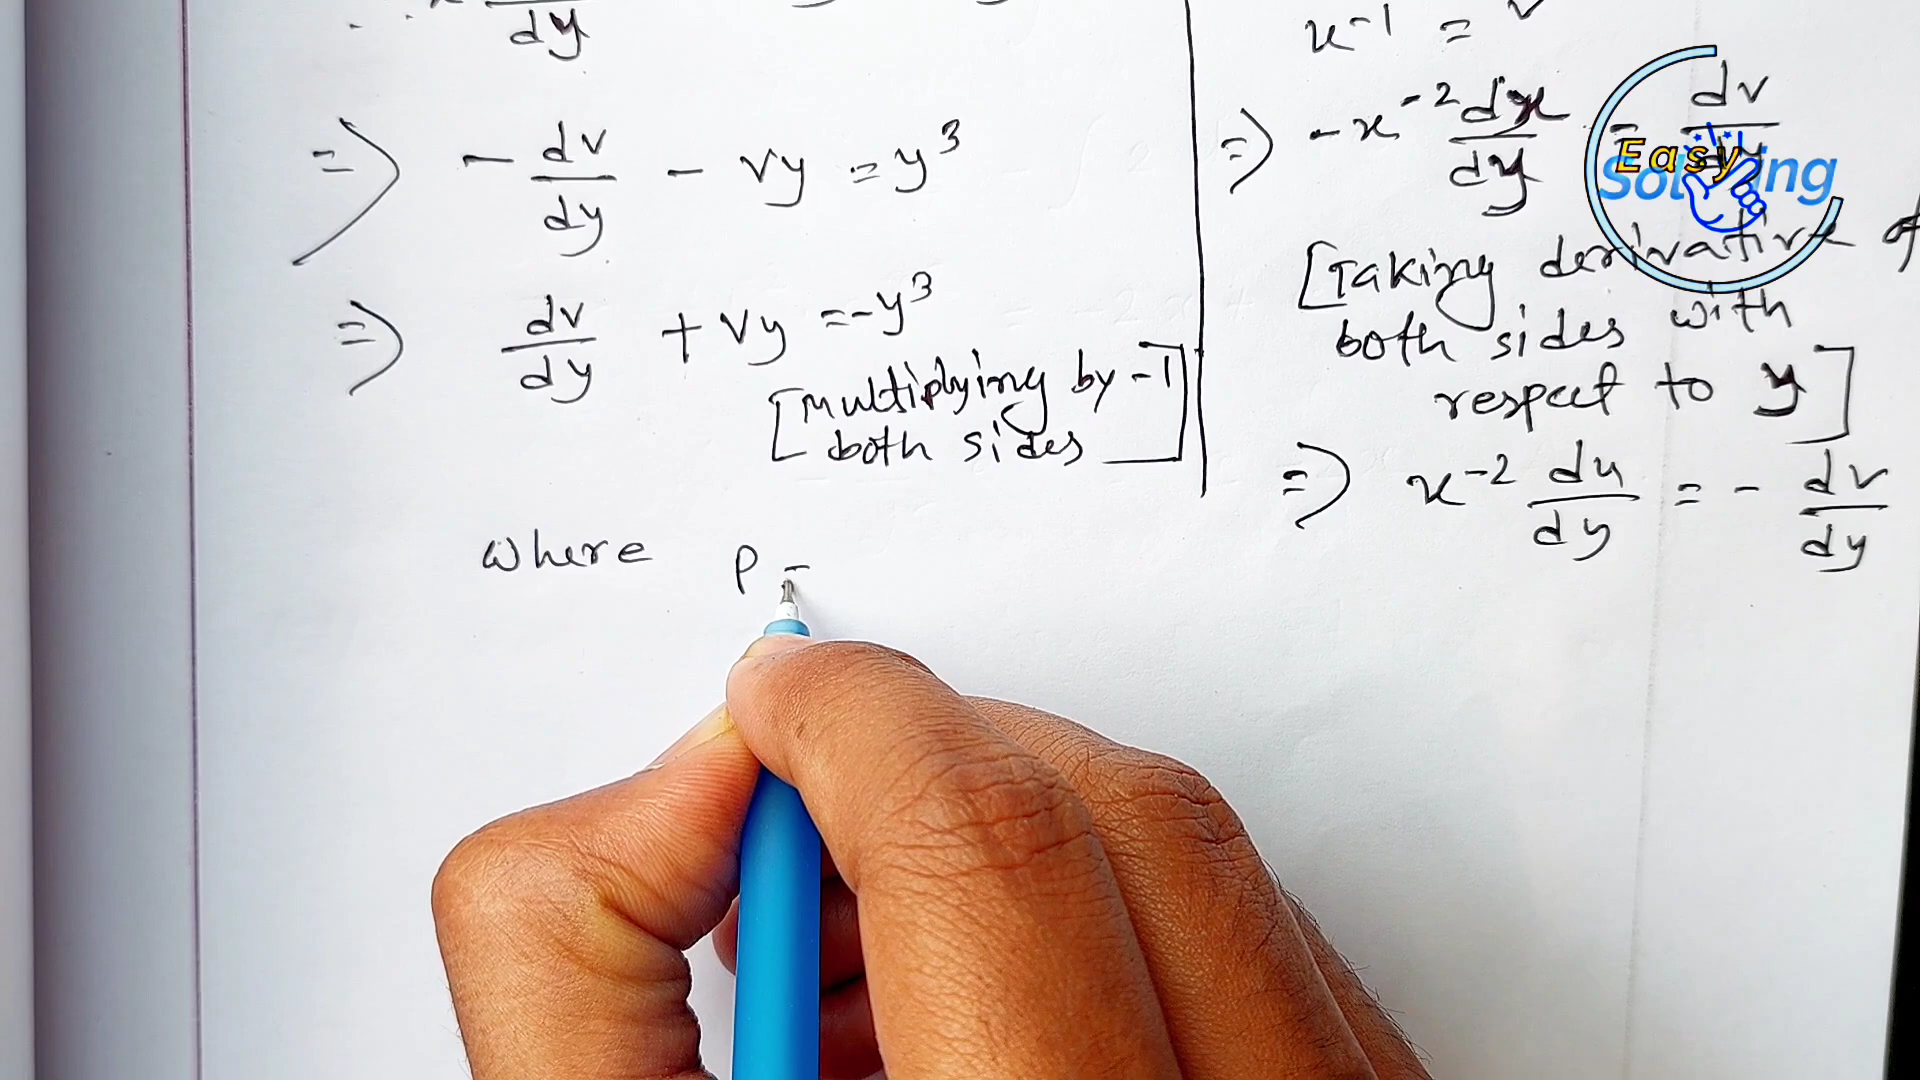 dy
=> - dv/dy - vy = y³
=> dv/dy + vy = -y³
[Multiplying by -1
both sides]
where p -
x⁻¹ = v
=> -x⁻² dx/dy = dv/dy
[Taking derivative of
both sides with
respect to y]
=> x⁻² dx/dy = - dv/dy
Easy
Solving